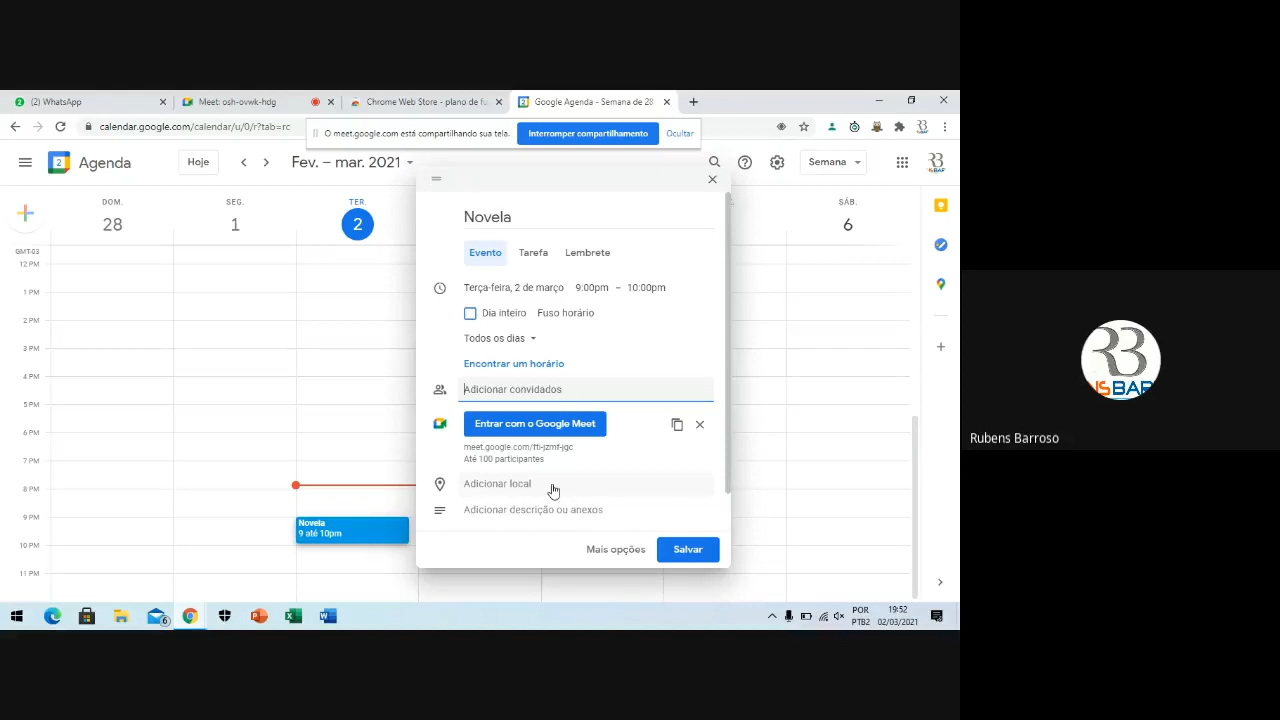 (2) WhatsApp
Meet: osh-ovwk-hdg
Chrome Web Store - plano de fu
Google Agenda - Semana de 28
calendar.google.com/calendar/u/0/r?tab=rc
O meet.google.com está compartilhando sua tela.
Interromper compartilhamento
Ocultar
2
Agenda
Hoje
Fev. – mar. 2021
Semana
DOM.
28
SEG.
1
TER.
2
SÁB.
6
GMT-03
12 PM
1 PM
2 PM
3 PM
4 PM
5 PM
6 PM
7 PM
8 PM
9 PM
10 PM
11 PM
Novela
9 até 10pm
Novela
Evento
Tarefa
Lembrete
Terça-feira, 2 de março 9:00pm – 10:00pm
Dia inteiro Fuso horário
Todos os dias
Encontrar um horário
Adicionar convidados
Entrar com o Google Meet
meet.google.com/fti-jzmf-jgc
Até 100 participantes
Adicionar local
Adicionar descrição ou anexos
Mais opções
Salvar
6
POR
PTB2
19:52
02/03/2021
Rubens Barroso